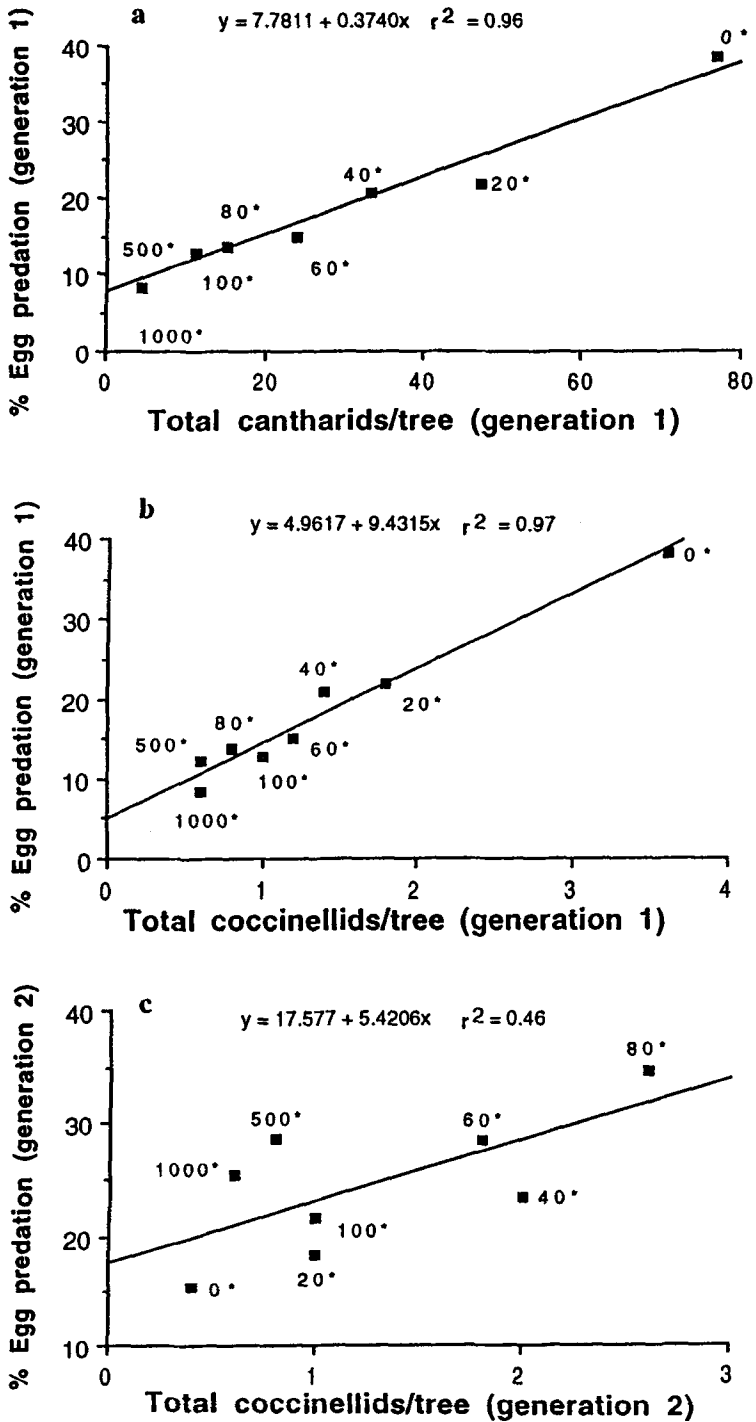 a
y = 7.7811 + 0.3740x r2 = 0.96
% Egg predation (generation 1)
40
30
20
10
0
0*
40*
20*
80*
500*
100*
60*
1000*
0 20 40 60 80
Total cantharids/tree (generation 1)
b
y = 4.9617 + 9.4315x r2 = 0.97
% Egg predation (generation 1)
40
30
20
10
0
0*
40*
20*
80*
500*
60*
100*
1000*
0 1 2 3 4
Total coccinellids/tree (generation 1)
c
y = 17.577 + 5.4206x r2 = 0.46
% Egg predation (generation 2)
40
30
20
10
80*
500*
60*
1000*
40*
100*
20*
0*
1 2 3
Total coccinellids/tree (generation 2)